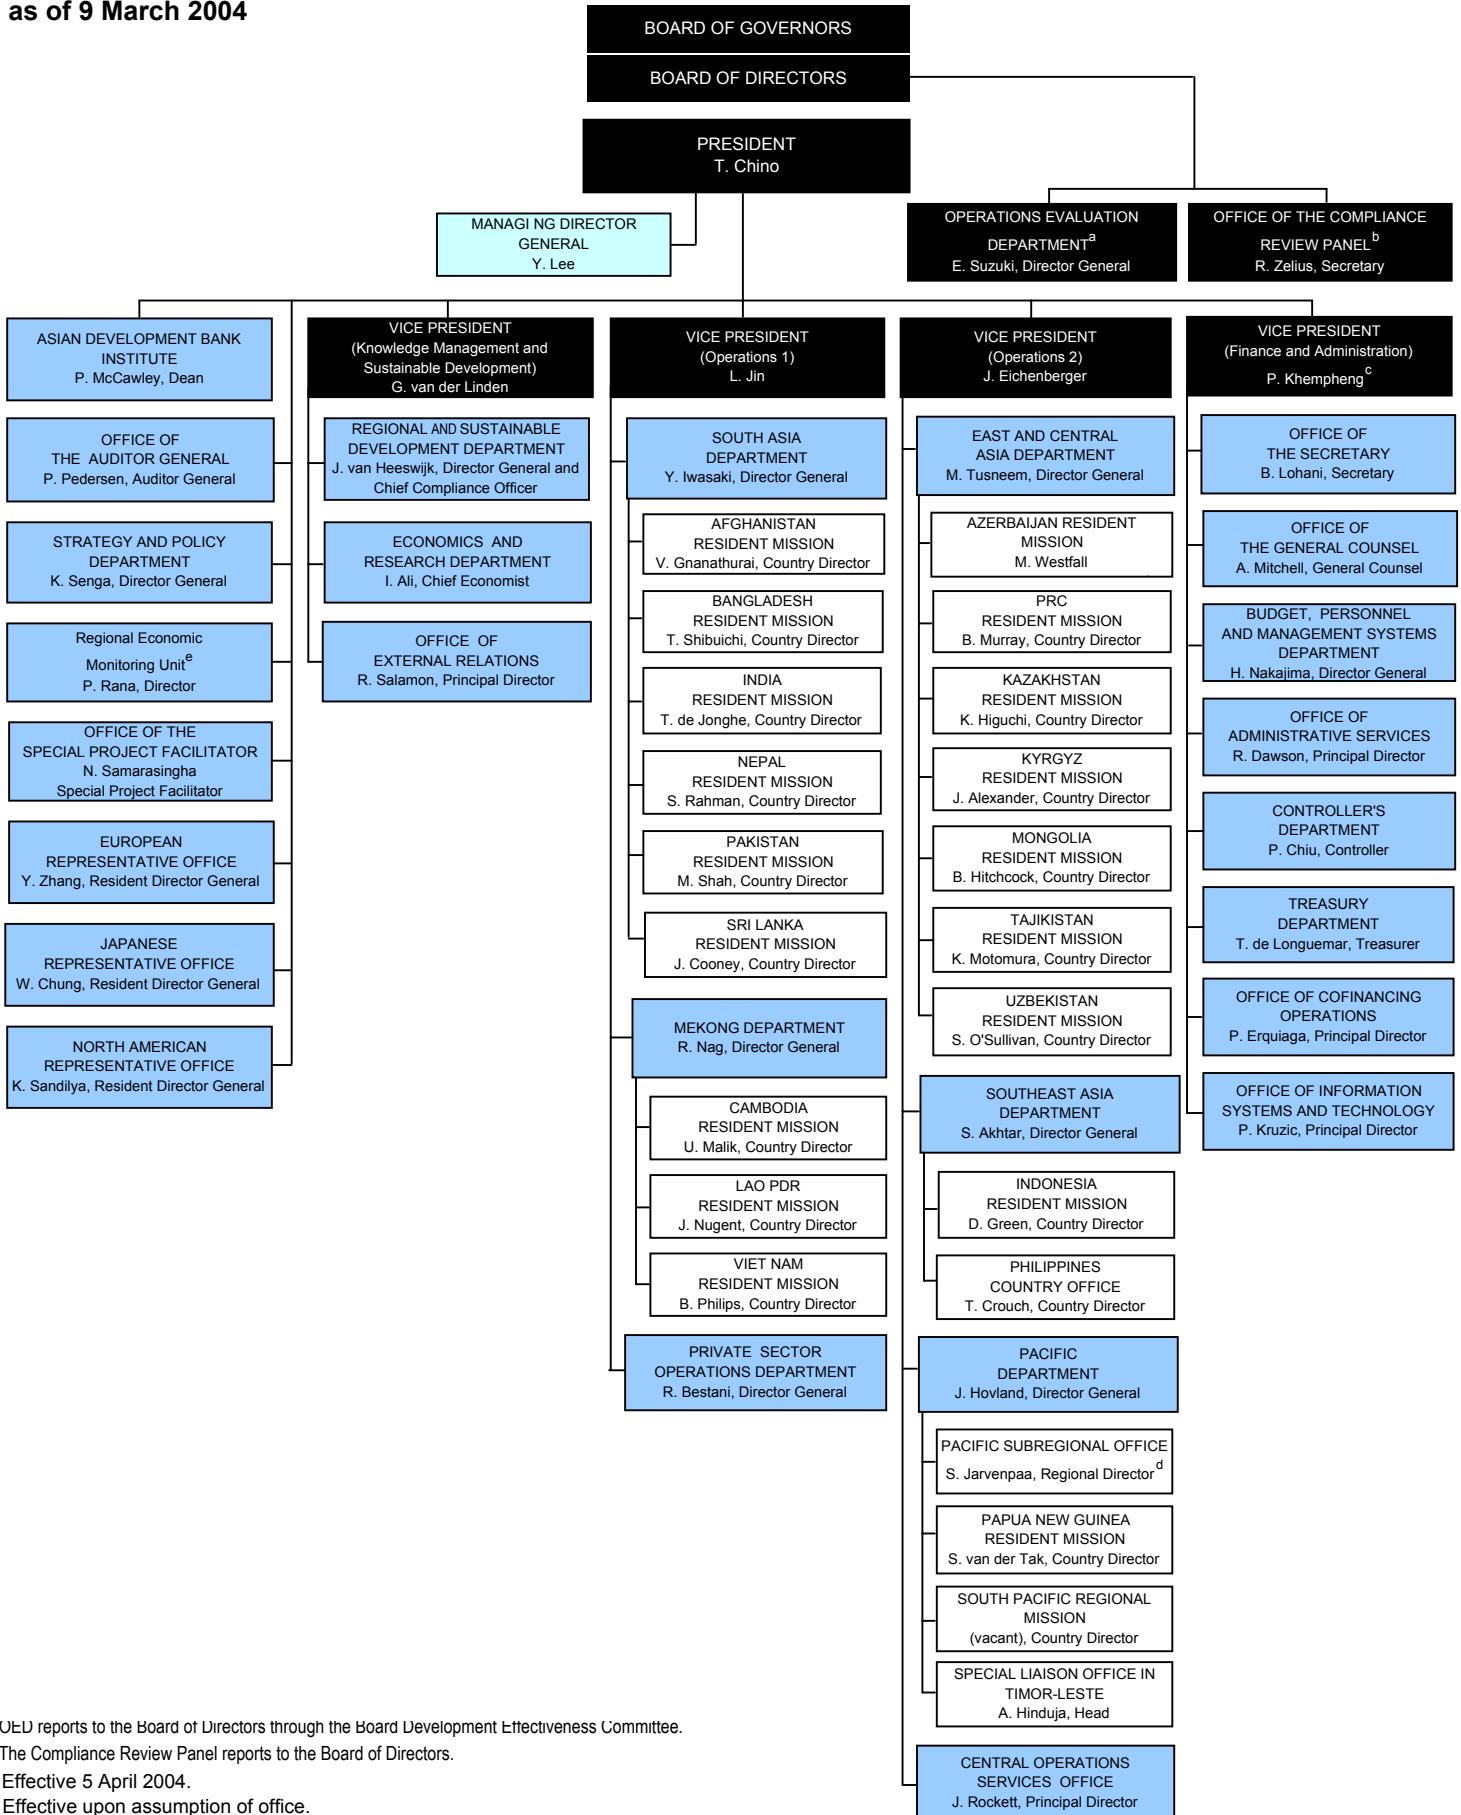 as of 9 March 2004
BOARD OF GOVERNORS
BOARD OF DIRECTORS
PRESIDENT
T. Chino
MANAGI NG DIRECTOR
GENERAL
Y. Lee
OPERATIONS EVALUATION
DEPARTMENTa
E. Suzuki, Director General
OFFICE OF THE COMPLIANCE
REVIEW PANELb
R. Zelius, Secretary
ASIAN DEVELOPMENT BANK
INSTITUTE
P. McCawley, Dean
OFFICE OF
THE AUDITOR GENERAL
P. Pedersen, Auditor General
STRATEGY AND POLICY
DEPARTMENT
K. Senga, Director General
Regional Economic
Monitoring Unite
P. Rana, Director
OFFICE OF THE
SPECIAL PROJECT FACILITATOR
N. Samarasingha
Special Project Facilitator
EUROPEAN
REPRESENTATIVE OFFICE
Y. Zhang, Resident Director General
JAPANESE
REPRESENTATIVE OFFICE
W. Chung, Resident Director General
NORTH AMERICAN
REPRESENTATIVE OFFICE
K. Sandilya, Resident Director General
VICE PRESIDENT
(Knowledge Management and
Sustainable Development)
G. van der Linden
REGIONAL AND SUSTAINABLE
DEVELOPMENT DEPARTMENT
J. van Heeswijk, Director General and
Chief Compliance Officer
ECONOMICS AND
RESEARCH DEPARTMENT
I. Ali, Chief Economist
OFFICE OF
EXTERNAL RELATIONS
R. Salamon, Principal Director
VICE PRESIDENT
(Operations 1)
L. Jin
SOUTH ASIA
DEPARTMENT
Y. Iwasaki, Director General
AFGHANISTAN
RESIDENT MISSION
V. Gnanathurai, Country Director
BANGLADESH
RESIDENT MISSION
T. Shibuichi, Country Director
INDIA
RESIDENT MISSION
T. de Jonghe, Country Director
NEPAL
RESIDENT MISSION
S. Rahman, Country Director
PAKISTAN
RESIDENT MISSION
M. Shah, Country Director
SRI LANKA
RESIDENT MISSION
J. Cooney, Country Director
MEKONG DEPARTMENT
R. Nag, Director General
CAMBODIA
RESIDENT MISSION
U. Malik, Country Director
LAO PDR
RESIDENT MISSION
J. Nugent, Country Director
VIET NAM
RESIDENT MISSION
B. Philips, Country Director
PRIVATE SECTOR
OPERATIONS DEPARTMENT
R. Bestani, Director General
VICE PRESIDENT
(Operations 2)
J. Eichenberger
EAST AND CENTRAL
ASIA DEPARTMENT
M. Tusneem, Director General
AZERBAIJAN RESIDENT
MISSION
M. Westfall
PRC
RESIDENT MISSION
B. Murray, Country Director
KAZAKHSTAN
RESIDENT MISSION
K. Higuchi, Country Director
KYRGYZ
RESIDENT MISSION
J. Alexander, Country Director
MONGOLIA
RESIDENT MISSION
B. Hitchcock, Country Director
TAJIKISTAN
RESIDENT MISSION
K. Motomura, Country Director
UZBEKISTAN
RESIDENT MISSION
S. O'Sullivan, Country Director
SOUTHEAST ASIA
DEPARTMENT
S. Akhtar, Director General
INDONESIA
RESIDENT MISSION
D. Green, Country Director
PHILIPPINES
COUNTRY OFFICE
T. Crouch, Country Director
PACIFIC
DEPARTMENT
J. Hovland, Director General
PACIFIC SUBREGIONAL OFFICE
S. Jarvenpaa, Regional Directord
PAPUA NEW GUINEA
RESIDENT MISSION
S. van der Tak, Country Director
SOUTH PACIFIC REGIONAL
MISSION
(vacant), Country Director
SPECIAL LIAISON OFFICE IN
TIMOR-LESTE
A. Hinduja, Head
CENTRAL OPERATIONS
SERVICES OFFICE
J. Rockett, Principal Director
VICE PRESIDENT
(Finance and Administration)
P. Khemphengc
OFFICE OF
THE SECRETARY
B. Lohani, Secretary
OFFICE OF
THE GENERAL COUNSEL
A. Mitchell, General Counsel
BUDGET, PERSONNEL
AND MANAGEMENT SYSTEMS
DEPARTMENT
H. Nakajima, Director General
OFFICE OF
ADMINISTRATIVE SERVICES
R. Dawson, Principal Director
CONTROLLER'S
DEPARTMENT
P. Chiu, Controller
TREASURY
DEPARTMENT
T. de Longuemar, Treasurer
OFFICE OF COFINANCING
OPERATIONS
P. Erquiaga, Principal Director
OFFICE OF INFORMATION
SYSTEMS AND TECHNOLOGY
P. Kruzic, Principal Director
OED reports to the Board of Directors through the Board Development Effectiveness Committee.
The Compliance Review Panel reports to the Board of Directors.
Effective 5 April 2004.
Effective upon assumption of office.